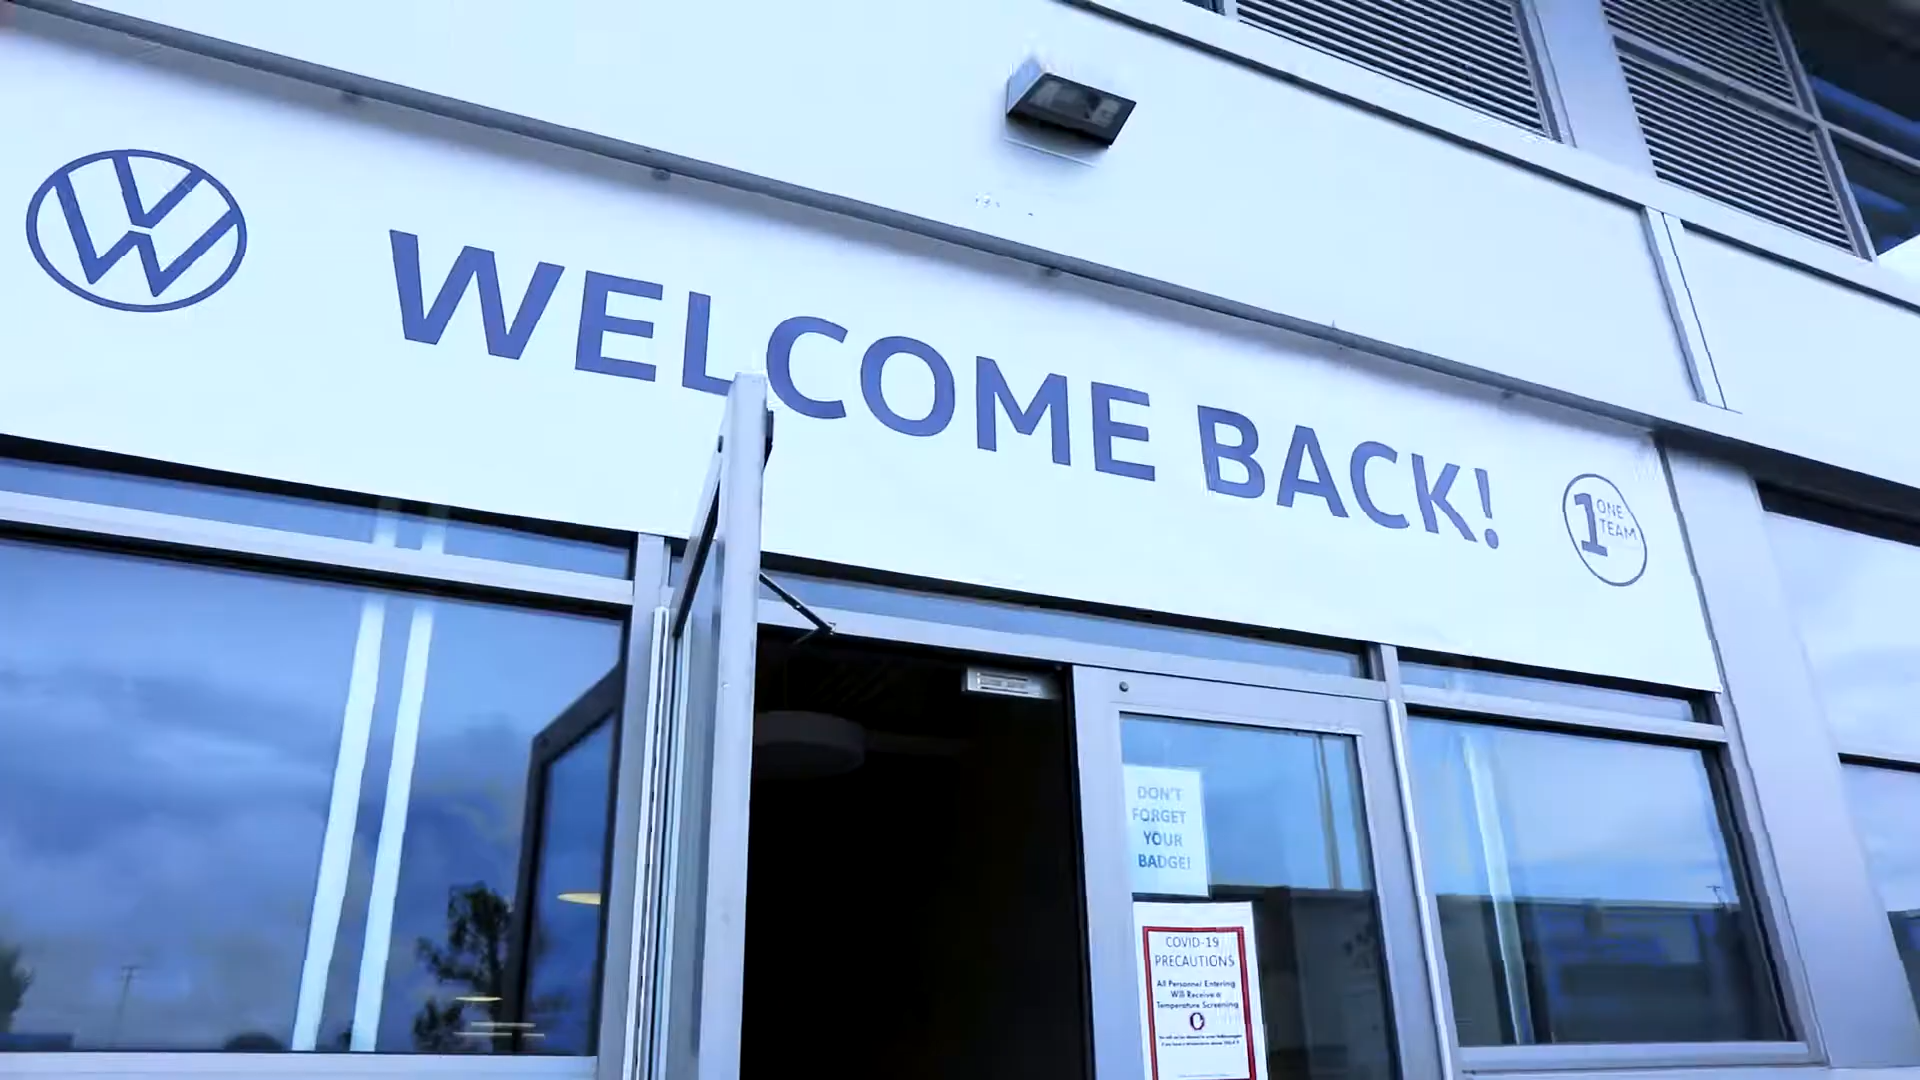 WELCOME BACK!
1 ONE
TEAM
DON'T
FORGET
YOUR
BADGE!
COVID-19
PRECAUTIONS
All Personnel Entering
Will Receive a
Temperature Screening